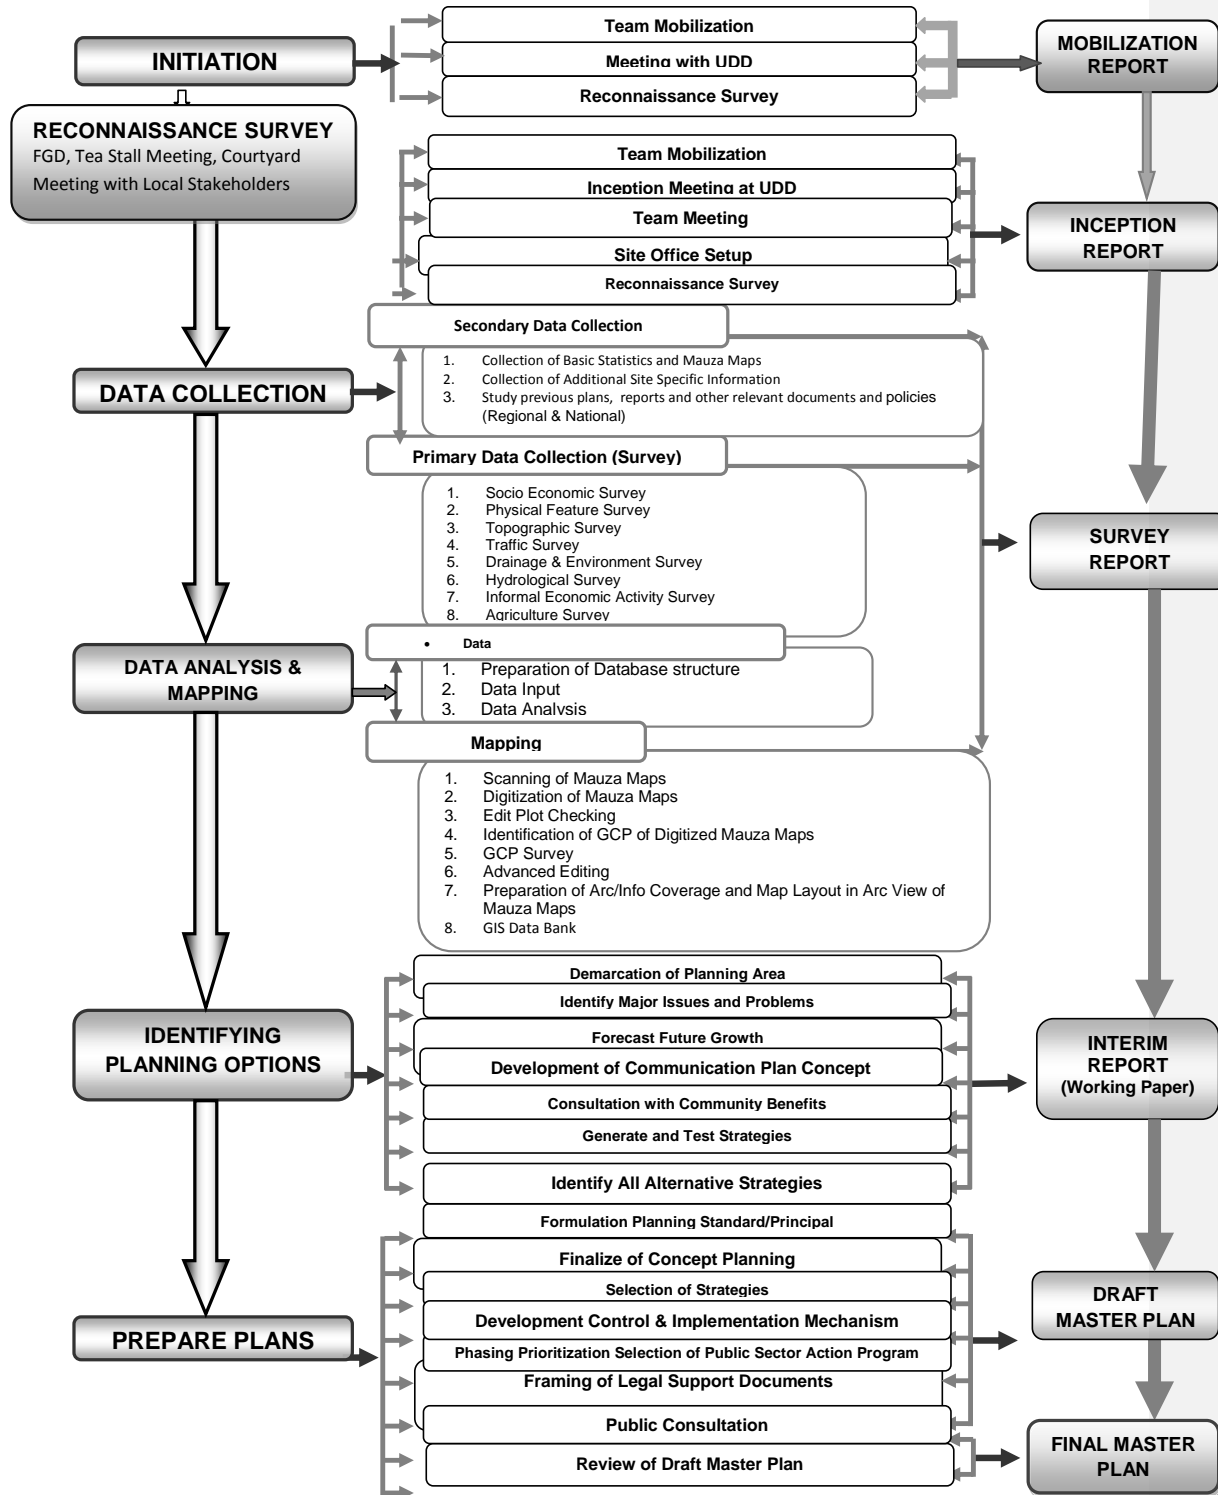 INITIATION
Team Mobilization
Meeting with UDD
Reconnaissance Survey
MOBILIZATION
REPORT
RECONNAISSANCE SURVEY
FGD, Tea Stall Meeting, Courtyard
Meeting with Local Stakeholders
Team Mobilization
Inception Meeting at UDD
Team Meeting
Site Office Setup
Reconnaissance Survey
INCEPTION
REPORT
DATA COLLECTION
Secondary Data Collection
1. Collection of Basic Statistics and Mauza Maps
2. Collection of Additional Site Specific Information
3. Study previous plans, reports and other relevant documents and policies
(Regional & National)
Primary Data Collection (Survey)
1. Socio Economic Survey
2. Physical Feature Survey
3. Topographic Survey
4. Traffic Survey
5. Drainage & Environment Survey
6. Hydrological Survey
7. Informal Economic Activity Survey
8. Agriculture Survey
SURVEY
REPORT
DATA ANALYSIS &
MAPPING
• Data
1. Preparation of Database structure
2. Data Input
3. Data Analysis
Mapping
1. Scanning of Mauza Maps
2. Digitization of Mauza Maps
3. Edit Plot Checking
4. Identification of GCP of Digitized Mauza Maps
5. GCP Survey
6. Advanced Editing
7. Preparation of Arc/Info Coverage and Map Layout in Arc View of
Mauza Maps
8. GIS Data Bank
IDENTIFYING
PLANNING OPTIONS
Demarcation of Planning Area
Identify Major Issues and Problems
Forecast Future Growth
Development of Communication Plan Concept
Consultation with Community Benefits
Generate and Test Strategies
Identify All Alternative Strategies
INTERIM
REPORT
(Working Paper)
PREPARE PLANS
Formulation Planning Standard/Principal
Finalize of Concept Planning
Selection of Strategies
Development Control & Implementation Mechanism
Phasing Prioritization Selection of Public Sector Action Program
Framing of Legal Support Documents
Public Consultation
Review of Draft Master Plan
DRAFT
MASTER PLAN
FINAL MASTER
PLAN